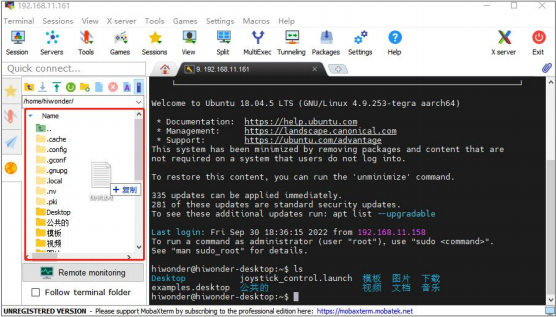 192.168.11.161
Terminal Sessions View X server Tools Games Settings Macros Help
Session Servers Tools Games Sessions View Split MultiExec Tunneling Packages Settings Help X server Exit
Quick connect...
9. 192.168.11.161
/home/hiwonder/
Name
..
.cache
.config
.gconf
.gnupg
.local
.nv
.pki
Desktop
公共的
模板
视频
复制
Remote monitoring
Follow terminal folder
Welcome to Ubuntu 18.04.5 LTS (GNU/Linux 4.9.253-tegra aarch64)
* Documentation: https://help.ubuntu.com
* Management: https://landscape.canonical.com
* Support: https://ubuntu.com/advantage
This system has been minimized by removing packages and content that are
not required on a system that users do not log into.
To restore this content, you can run the 'unminimize' command.
335 updates can be applied immediately.
281 of these updates are standard security updates.
To see these additional updates run: apt list --upgradable
Last login: Fri Sep 30 18:36:15 2022 from 192.168.11.158
To run a command as administrator (user "root"), use "sudo <command>".
See "man sudo_root" for details.
hiwonder@hiwonder-desktop:~$ ls
Desktop joystick_control.launch 模板 图片 下载
examples.desktop 公共的 视频 文档 音乐
hiwonder@hiwonder-desktop:~$
UNREGISTERED VERSION - Please support MobaXterm by subscribing to the professional edition here: https://mobaxterm.mobatek.net